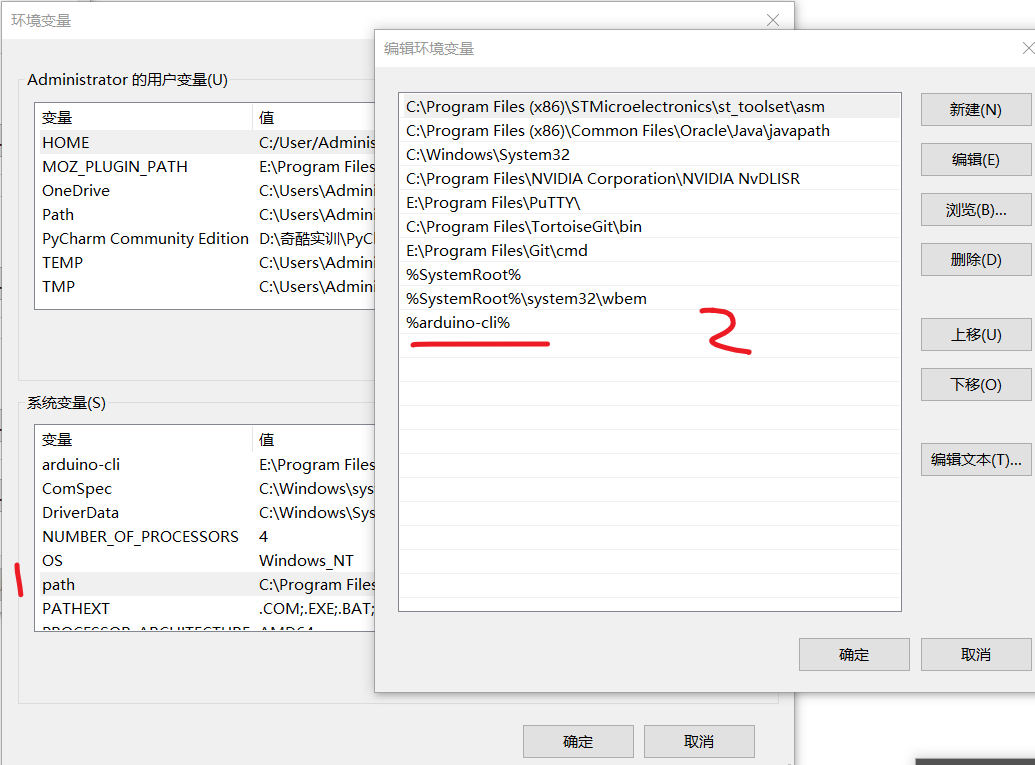 环境变量
编辑环境变量
Administrator 的用户变量(U)
变量 值
HOME C:/User/Adminis
MOZ_PLUGIN_PATH E:\Program Files
OneDrive C:\Users\Admini
Path C:\Users\Admini
PyCharm Community Edition D:\奇酷实训\PyC
TEMP C:\Users\Admini
TMP C:\Users\Admini
系统变量(S)
变量 值
arduino-cli E:\Program Files
ComSpec C:\Windows\sys
DriverData C:\Windows\Sys
NUMBER_OF_PROCESSORS 4
OS Windows_NT
1
path C:\Program Files
PATHEXT .COM;.EXE;.BAT;
PROCESSOR_ARCHITECTURE AMD64
确定
取消
C:\Program Files (x86)\STMicroelectronics\st_toolset\asm
C:\Program Files (x86)\Common Files\Oracle\Java\javapath
C:\Windows\System32
C:\Program Files\NVIDIA Corporation\NVIDIA NvDLISR
E:\Program Files\PuTTY\
C:\Program Files\TortoiseGit\bin
E:\Program Files\Git\cmd
%SystemRoot%
%SystemRoot%\system32\wbem
%arduino-cli%
2
新建(N)
编辑(E)
浏览(B)...
删除(D)
上移(U)
下移(O)
编辑文本(T)...
确定
取消